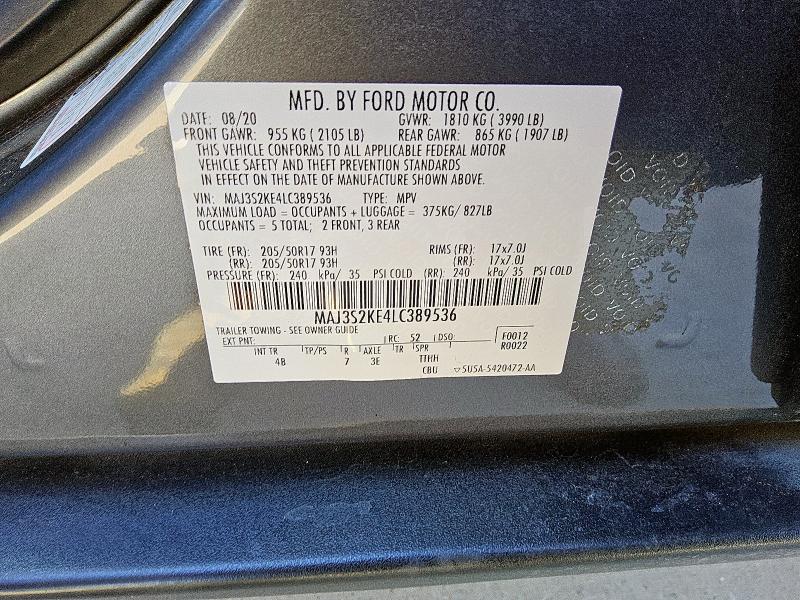 MFD. BY FORD MOTOR CO.
DATE: 08/20 GVWR: 1810 KG ( 3990 LB)
FRONT GAWR: 955 KG ( 2105 LB) REAR GAWR: 865 KG ( 1907 LB)
THIS VEHICLE CONFORMS TO ALL APPLICABLE FEDERAL MOTOR
VEHICLE SAFETY AND THEFT PREVENTION STANDARDS
IN EFFECT ON THE DATE OF MANUFACTURE SHOWN ABOVE.
VIN: MAJ3S2KE4LC389536 TYPE: MPV
MAXIMUM LOAD = OCCUPANTS + LUGGAGE = 375KG/ 827LB
OCCUPANTS = 5 TOTAL; 2 FRONT, 3 REAR
TIRE (FR): 205/50R17 93H RIMS (FR): 17x7.0J
(RR): 205/50R17 93H (RR): 17x7.0J
PRESSURE (FR): 240 kPa/ 35 PSI COLD (RR): 240 kPa/ 35 PSI COLD
MAJ3S2KE4LC389536
TRAILER TOWING - SEE OWNER GUIDE
EXT PNT: RC: 52 DSO: F0012
R0022
INT TR TP/PS R AXLE TR SPR
4B 7 3E TTHH
CBU ▽5U5A-5420472-AA
VOID